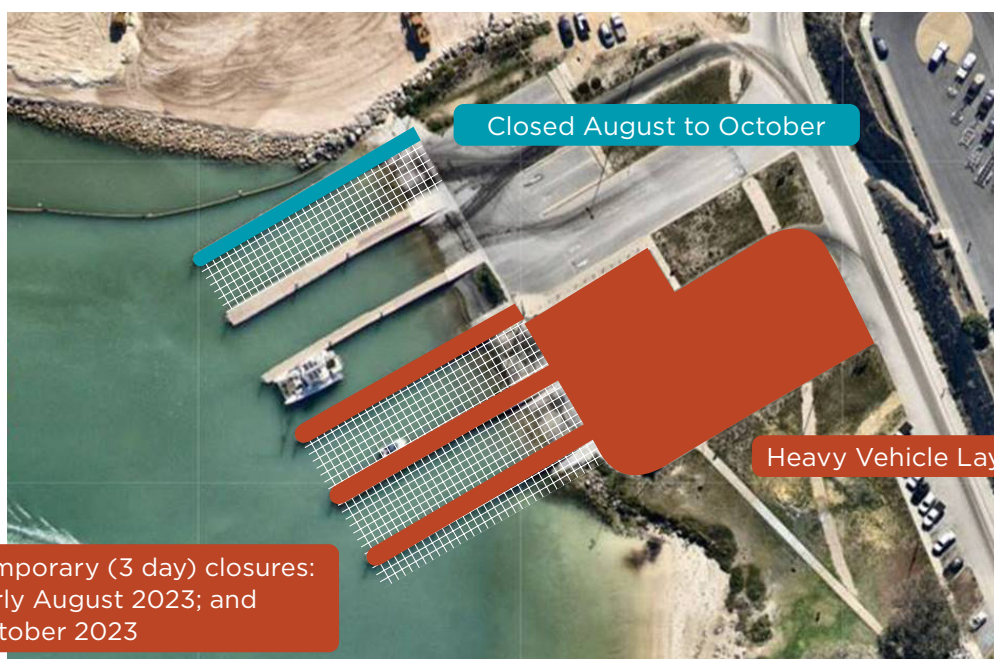 Closed August to October
Heavy Vehicle Lay
mporary (3 day) closures:
rly August 2023; and
tober 2023